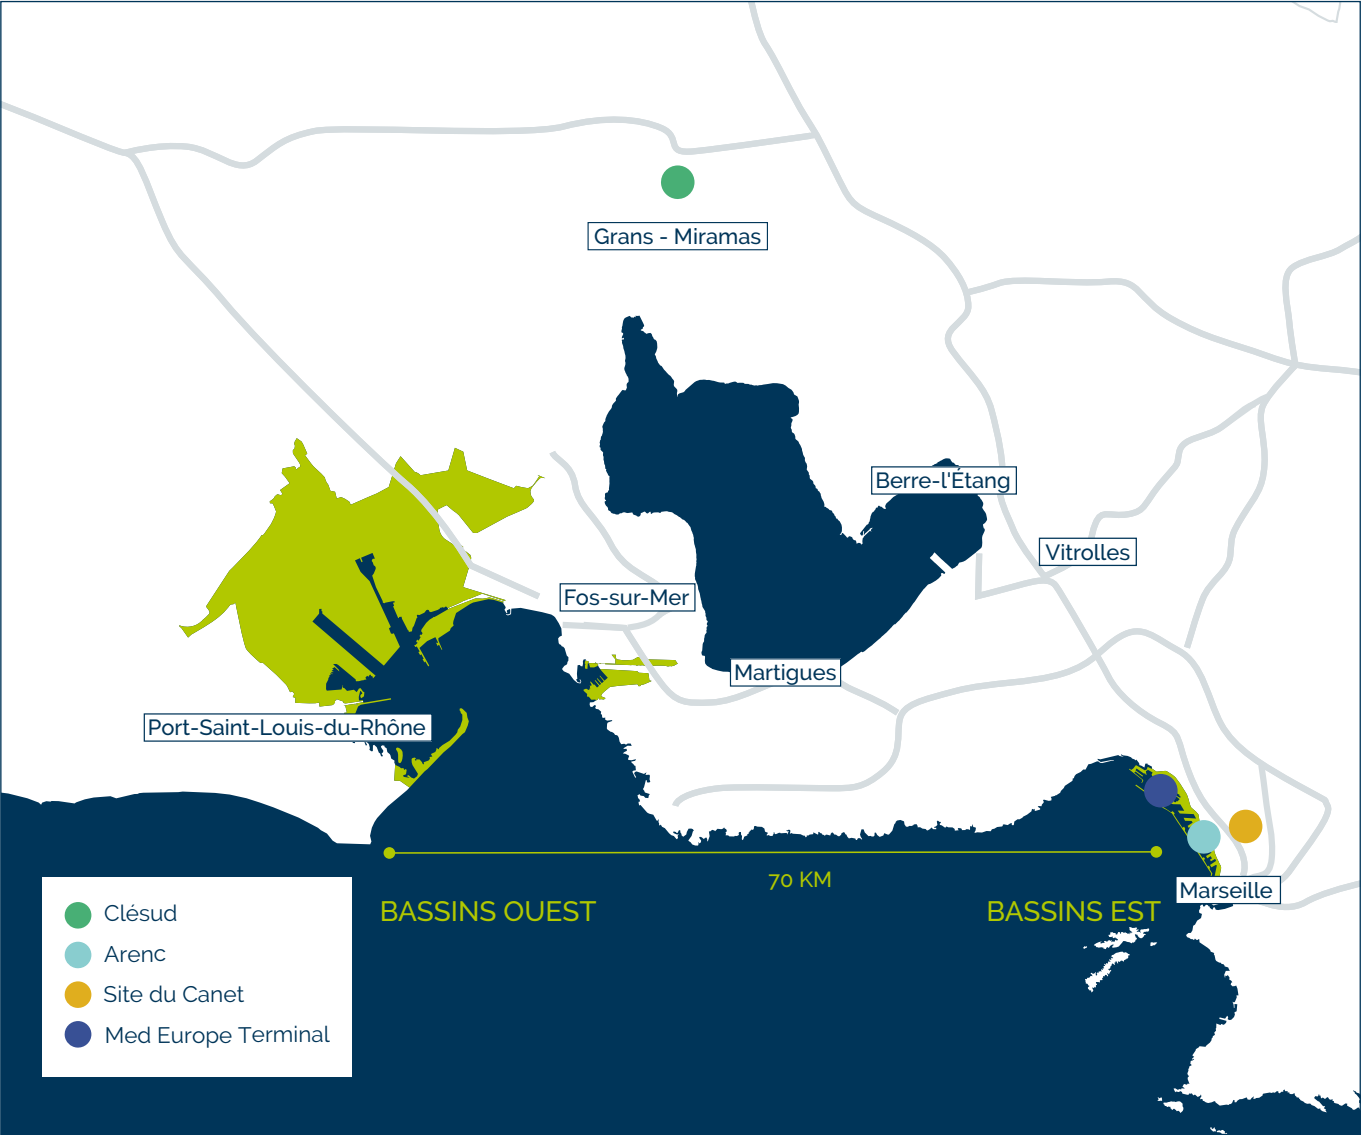 Grans - Miramas
Berre-l'Étang
Vitrolles
Fos-sur-Mer
Martigues
Port-Saint-Louis-du-Rhône
70 KM
Marseille
BASSINS OUEST
BASSINS EST
Clésud
Arenc
Site du Canet
Med Europe Terminal